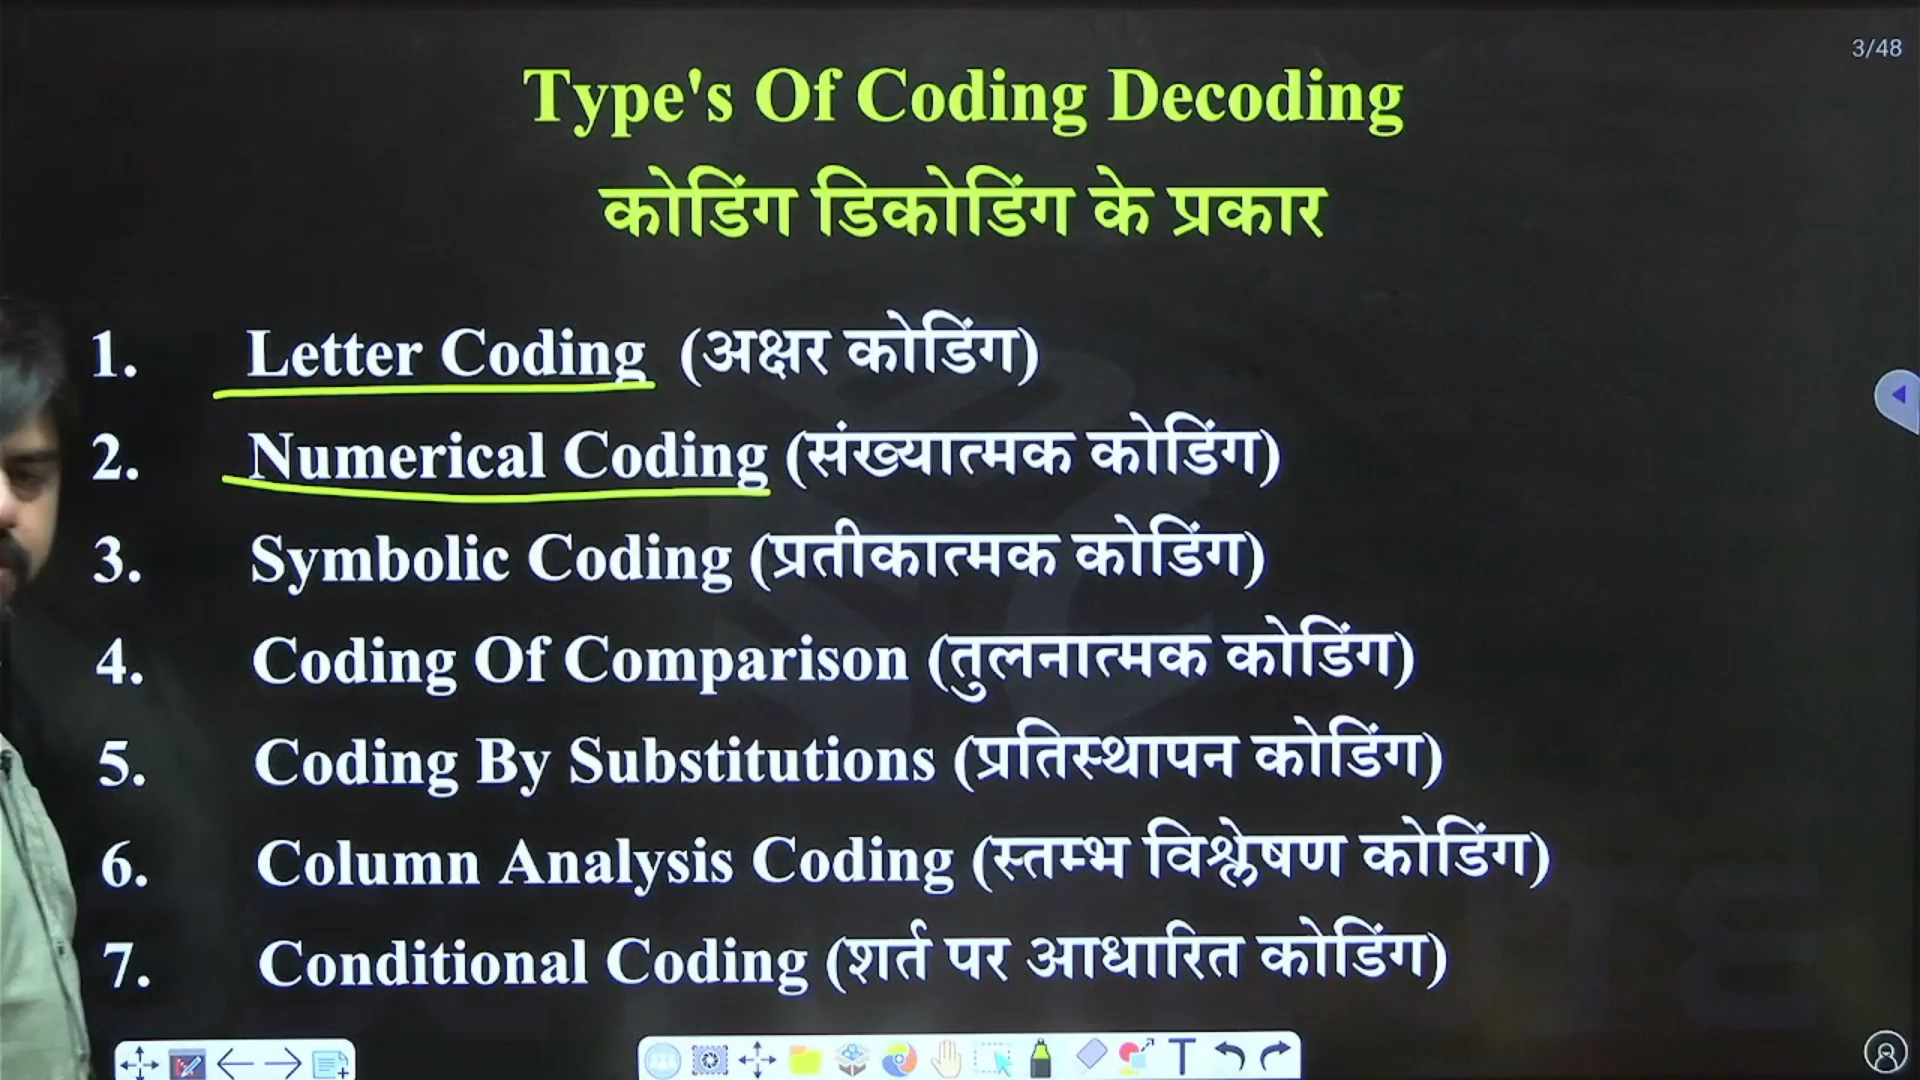 3/48
Type's Of Coding Decoding
कोडिंग डिकोडिंग के प्रकार
1. Letter Coding (अक्षर कोडिंग)
2. Numerical Coding (संख्यात्मक कोडिंग)
3. Symbolic Coding (प्रतीकात्मक कोडिंग)
4. Coding Of Comparison (तुलनात्मक कोडिंग)
5. Coding By Substitutions (प्रतिस्थापन कोडिंग)
6. Column Analysis Coding (स्तम्भ विश्लेषण कोडिंग)
7. Conditional Coding (शर्त पर आधारित कोडिंग)